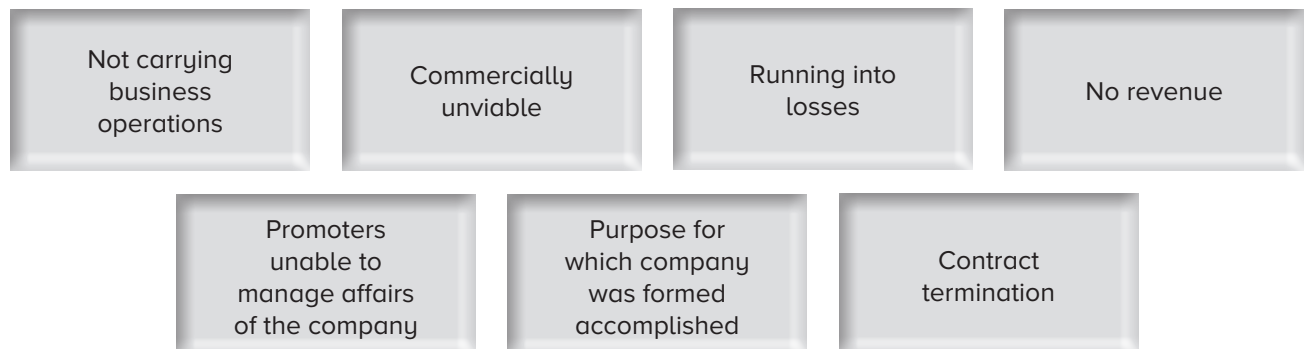 Not carrying
business
operations
Commercially
unviable
Running into
losses
No revenue
Promoters
unable to
manage affairs
of the company
Purpose for
which company
was formed
accomplished
Contract
termination